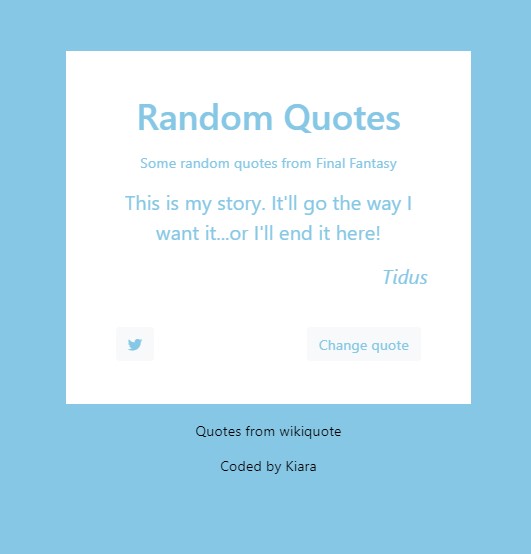 Random Quotes
Some random quotes from Final Fantasy
This is my story. It'll go the way I
want it...or I'll end it here!
Tidus
Change quote
Quotes from wikiquote
Coded by Kiara